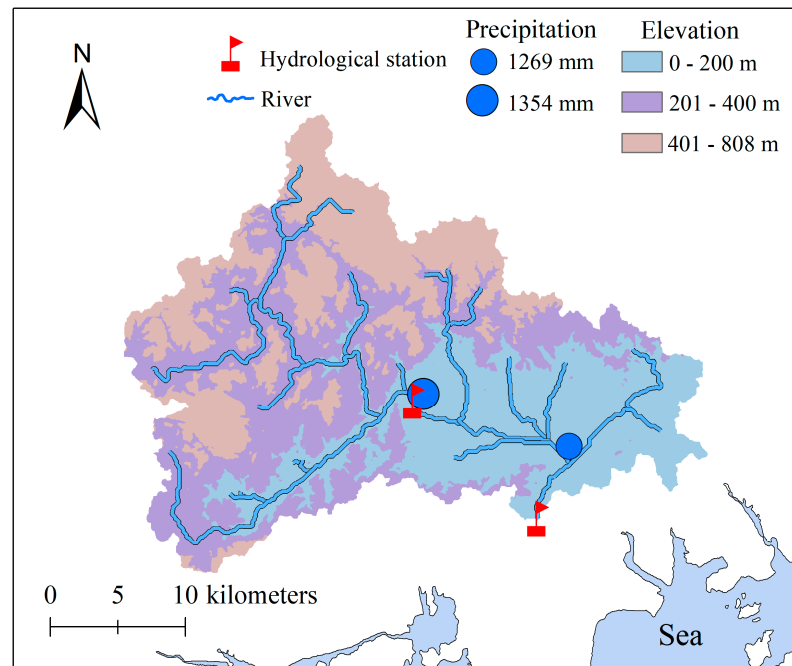 N
Hydrological station
River
Precipitation
1269 mm
1354 mm
Elevation
0 - 200 m
201 - 400 m
401 - 808 m
0 5 10 kilometers
Sea